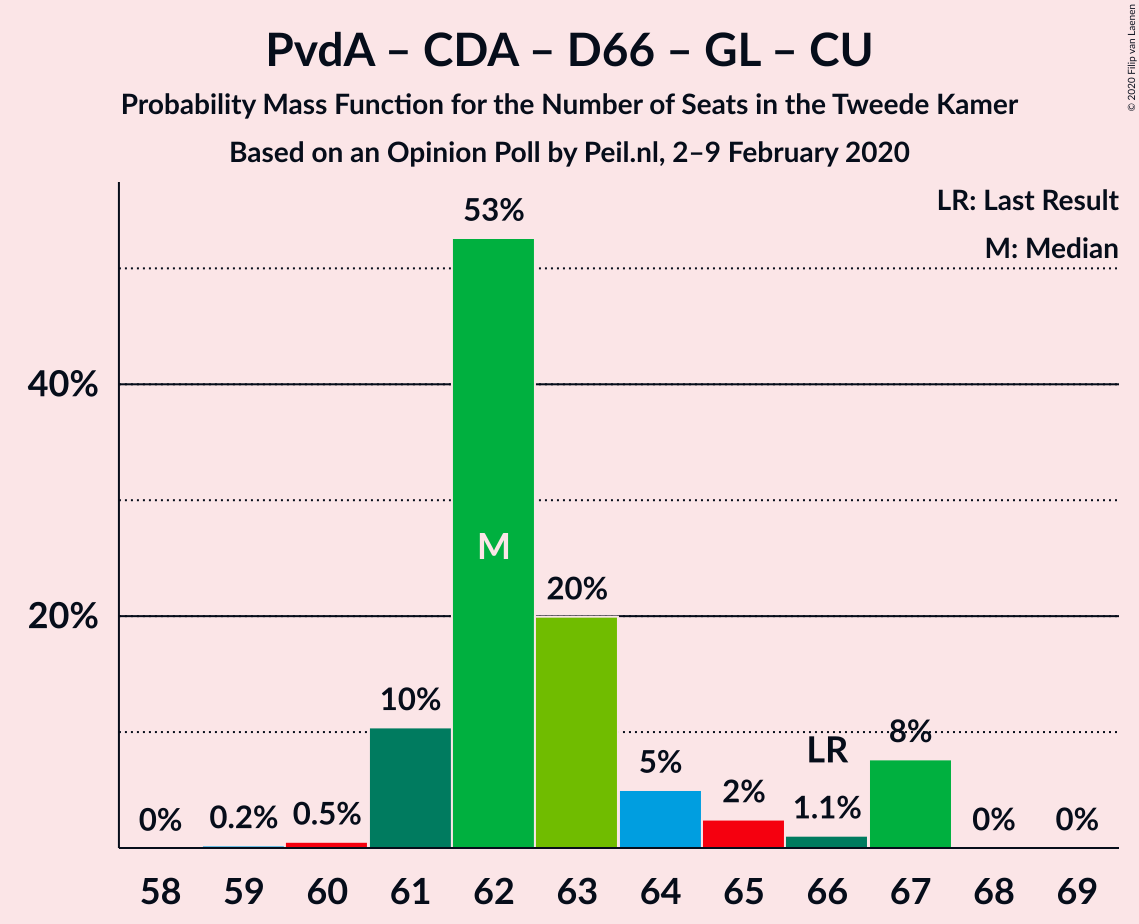 PvdA – CDA – D66 – GL – CU
Probability Mass Function for the Number of Seats in the Tweede Kamer
Based on an Opinion Poll by Peil.nl, 2–9 February 2020
© 2020 Filip van Laenen
LR: Last Result
M: Median
53%
40%
M
20%
20%
10%
LR
8%
5%
2%
1.1%
0%
0.2%
0.5%
0%
0%
58 59 60 61 62 63 64 65 66 67 68 69